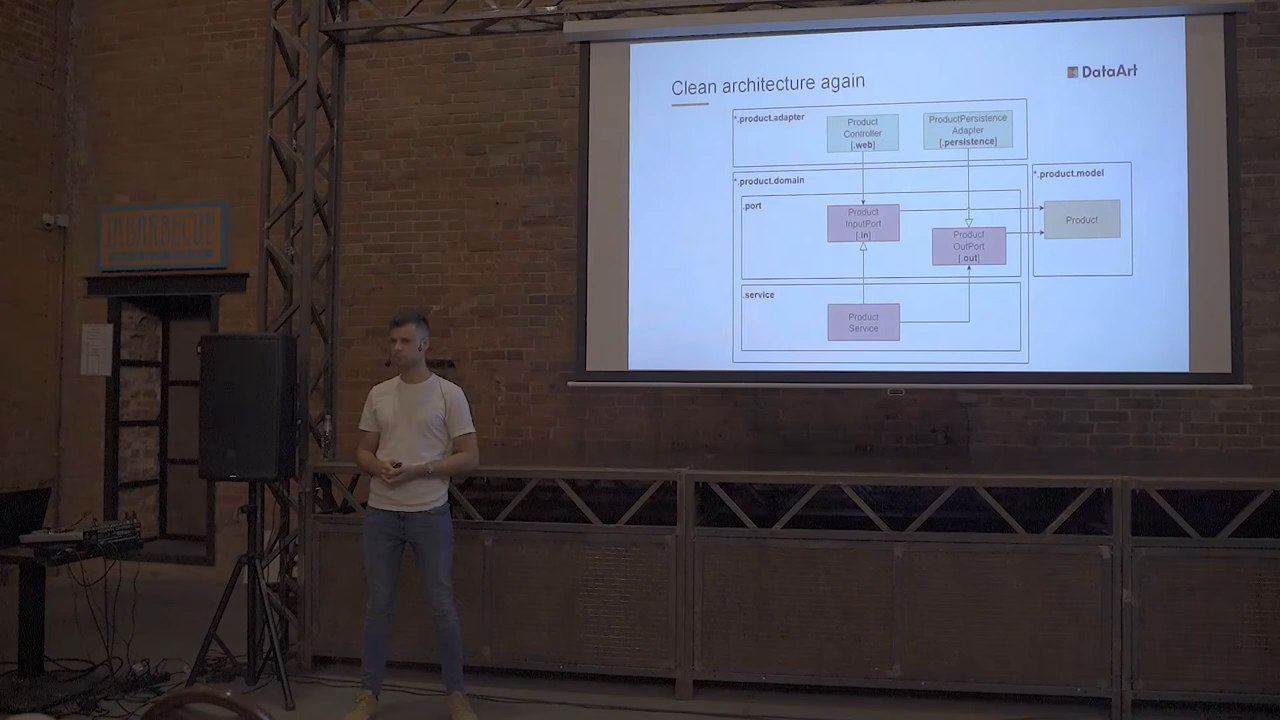 Clean architecture again
DataArt
*.product.adapter
Product
Controller
[.web]
ProductPersistence
Adapter
[.persistence]
*.product.domain
*.product.model
.port
Product
InputPort
[.in]
Product
OutPort
[.out]
Product
.service
Product
Service